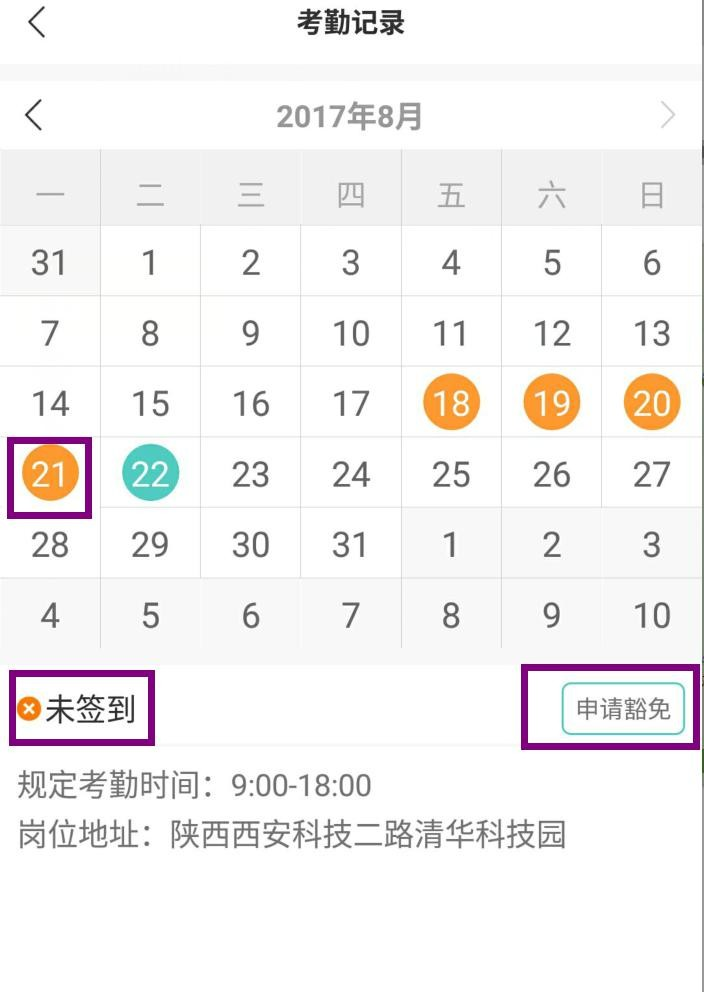 考勤记录
2017年8月
一 二 三 四 五 六 日
31 1 2 3 4 5 6
7 8 9 10 11 12 13
14 15 16 17 18 19 20
21 22 23 24 25 26 27
28 29 30 31 1 2 3
4 5 6 7 8 9 10
未签到 申请豁免
规定考勤时间：9:00-18:00
岗位地址：陕西西安科技二路清华科技园